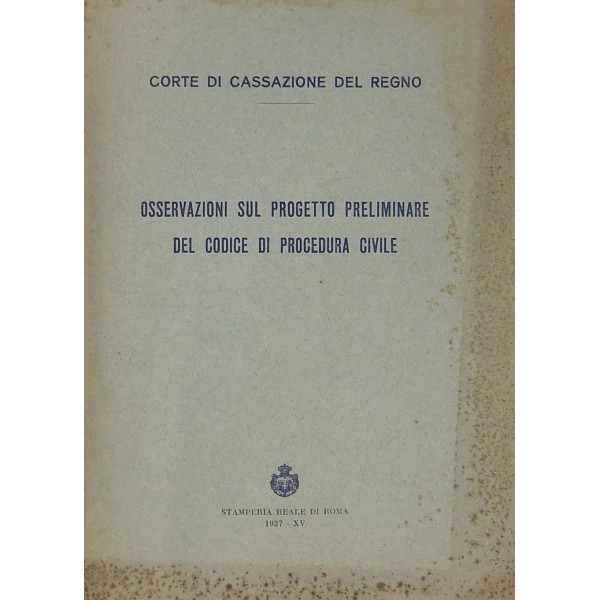 CORTE DI CASSAZIONE DEL REGNO
OSSERVAZIONI SUL PROGETTO PRELIMINARE
DEL CODICE DI PROCEDURA CIVILE
STAMPERIA REALE DI ROMA
1937 - XV